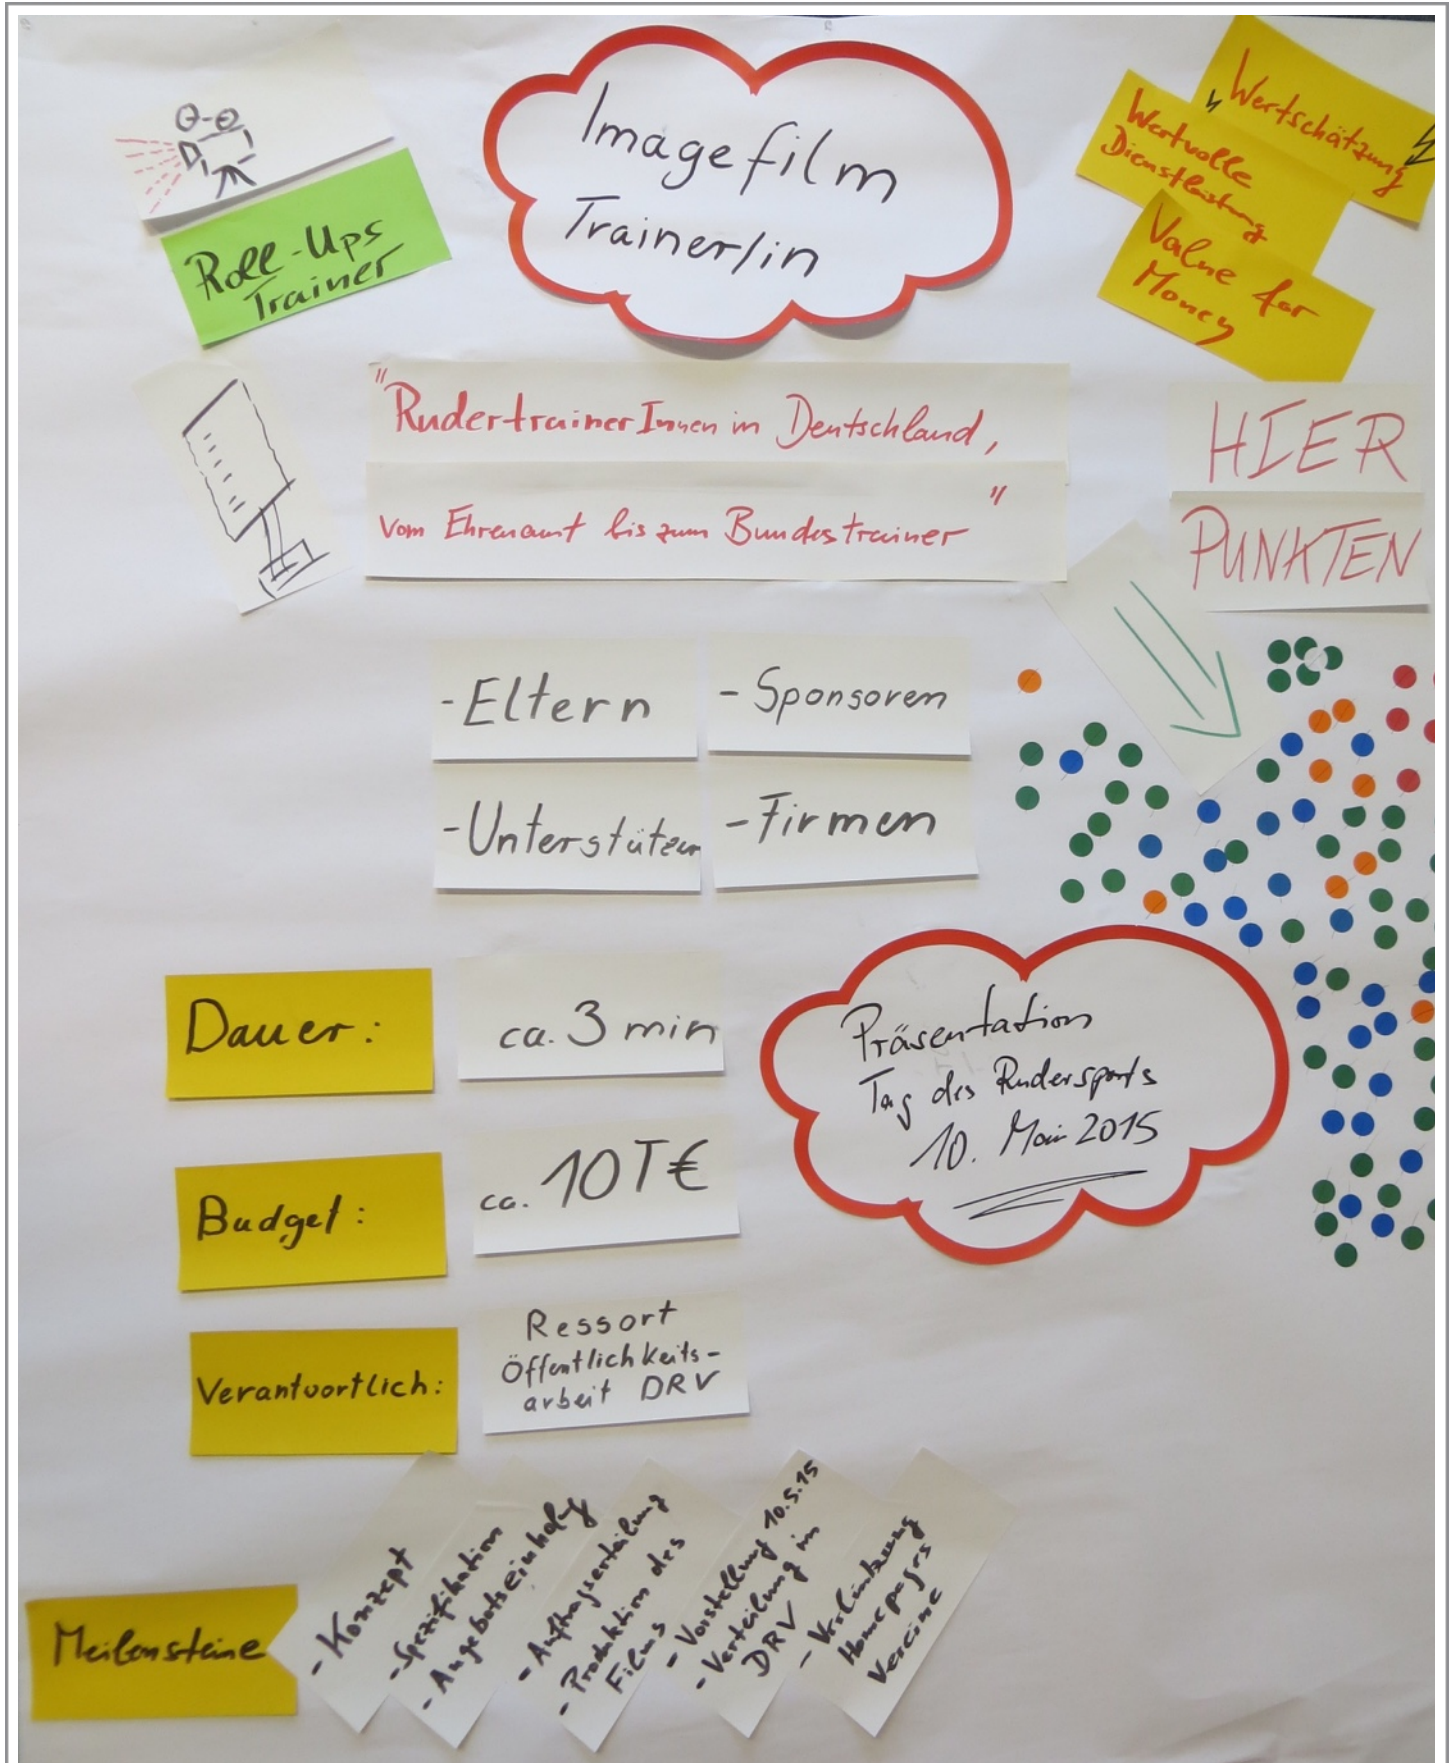 Imagefilm
Trainer/in
Roll-Ups
Trainer
Wertschätzung
Wertvolle
Dienstleistung
Value for
Money
"RudertrainerInnen in Deutschland,
vom Ehrenamt bis zum Bundestrainer"
HIER
PUNKTEN
- Eltern
- Sponsoren
- Unterstützer
- Firmen
Dauer:
ca. 3 min
Präsentation
Tag des Rudersports
10. Mai 2015
Budget:
ca. 10T€
Verantwortlich:
Ressort
Öffentlichkeits-
arbeit DRV
Meilensteine
- Konzept
- Spezifikation
- Angebotseinholung
- Auftragserteilung
- Produktion des
Films
- Vorstellung 10.5.15
- Verteilung im
DRV
- Verlinkung
Homepages
Vereine